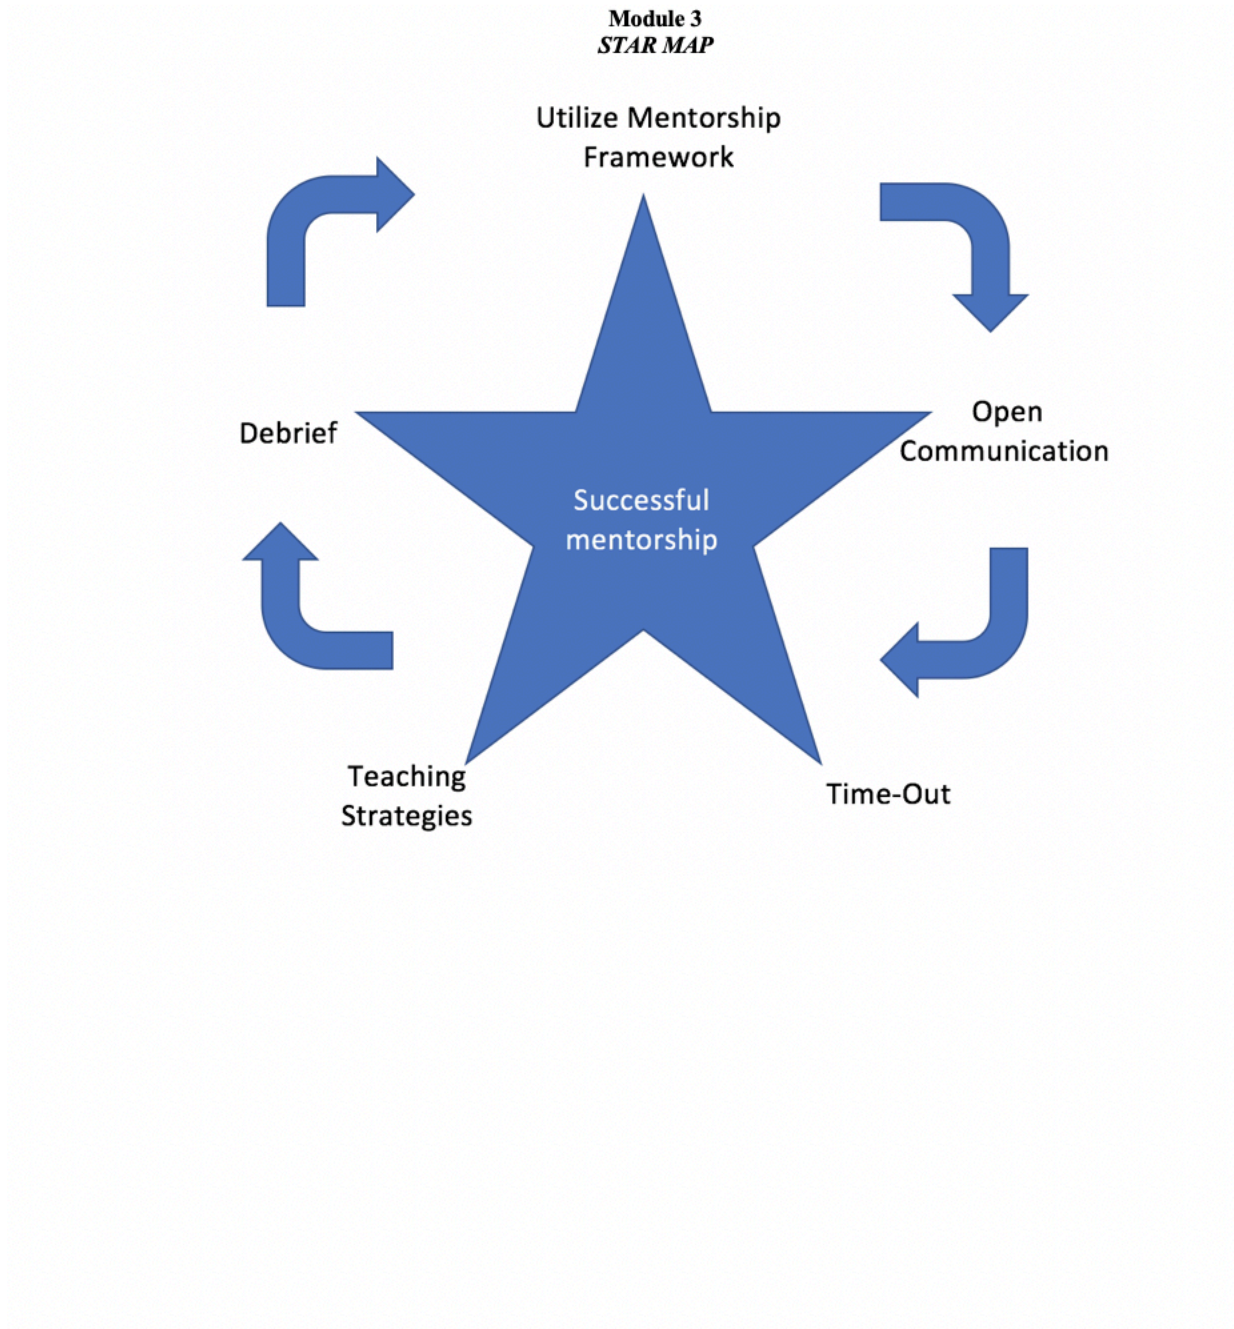 Module 3
STAR MAP
Utilize Mentorship
Framework
Open
Communication
Debrief
Successful
mentorship
Teaching
Strategies
Time-Out